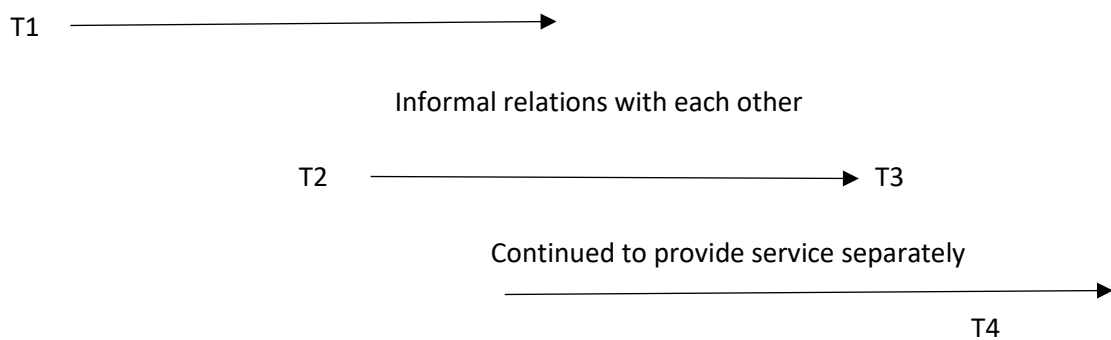 T1
Informal relations with each other
T2 T3
Continued to provide service separately
T4